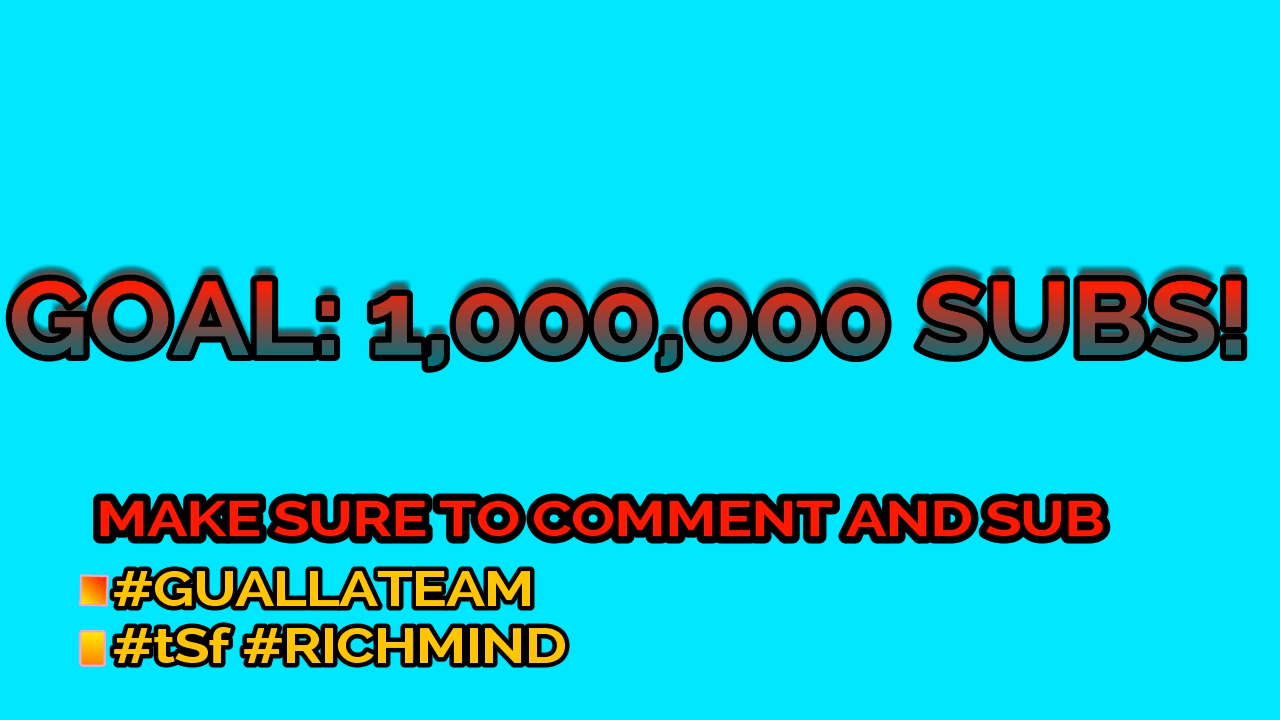 GOAL: 1,000,000 SUBS!
MAKE SURE TO COMMENT AND SUB
#GUALLATEAM
#tSf #RICHMIND